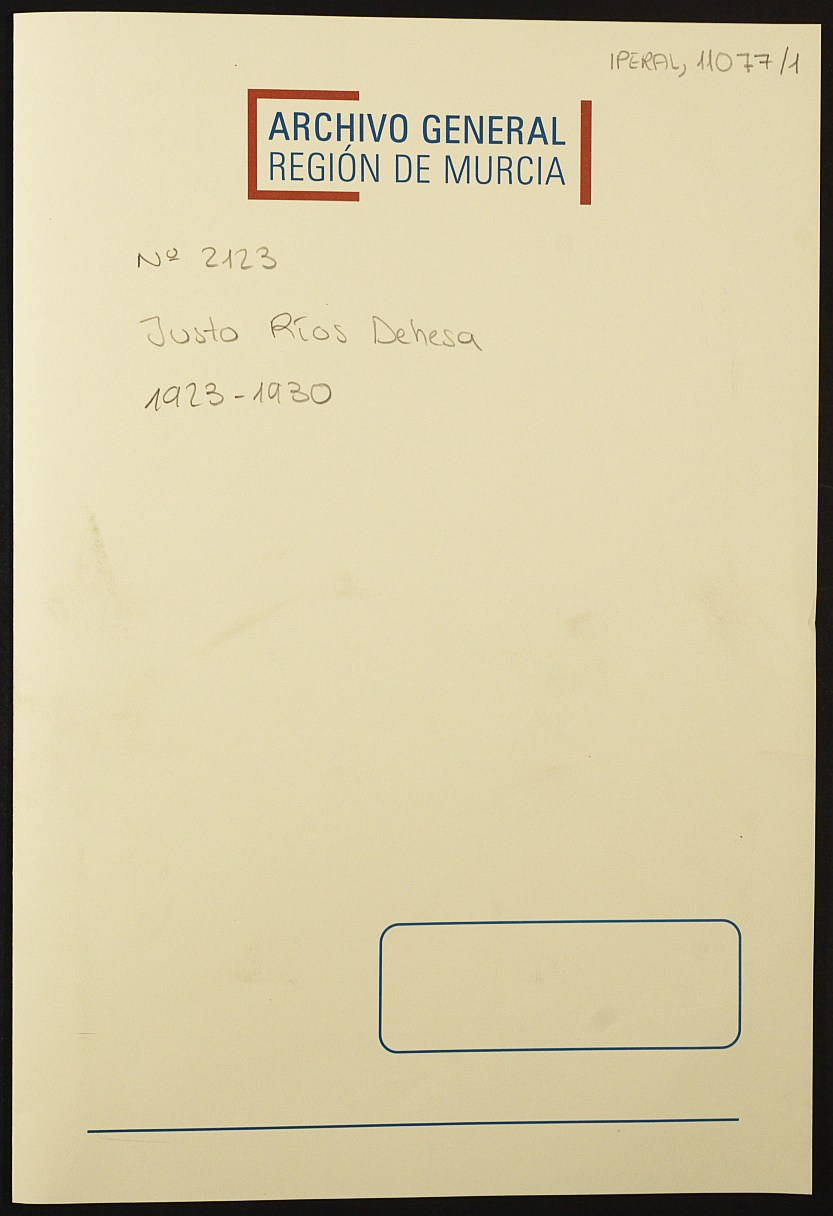 IPERAL, 11077/1
ARCHIVO GENERAL
REGIÓN DE MURCIA
Nº 2123
Justo Ríos Dehesa
1923-1930